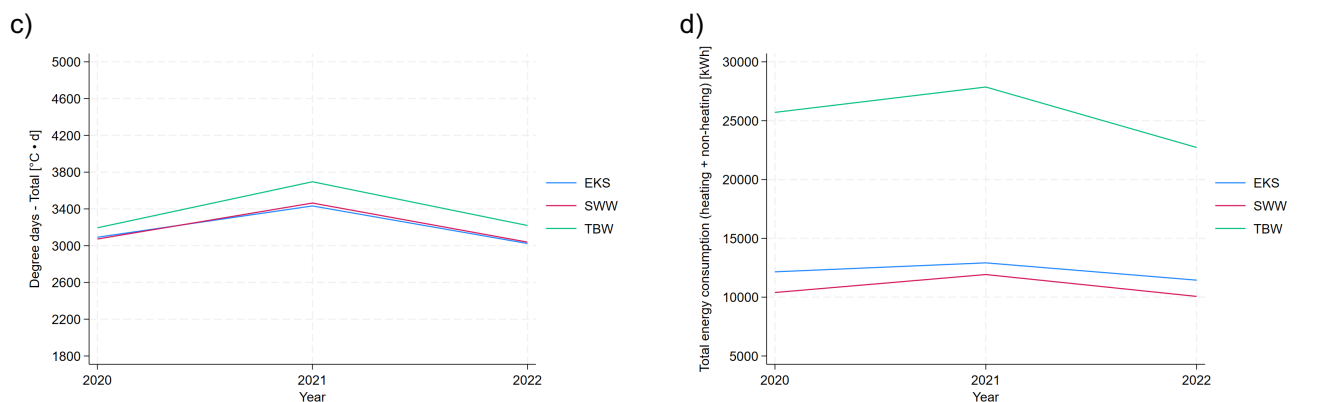 c)
Degree days - Total [°C • d]
5000
4600
4200
3800
3400
3000
2600
2200
1800
2020
2021
2022
Year
EKS
SWW
TBW
d)
Total energy consumption (heating + non-heating) [kWh]
30000
25000
20000
15000
10000
5000
2020
2021
2022
Year
EKS
SWW
TBW